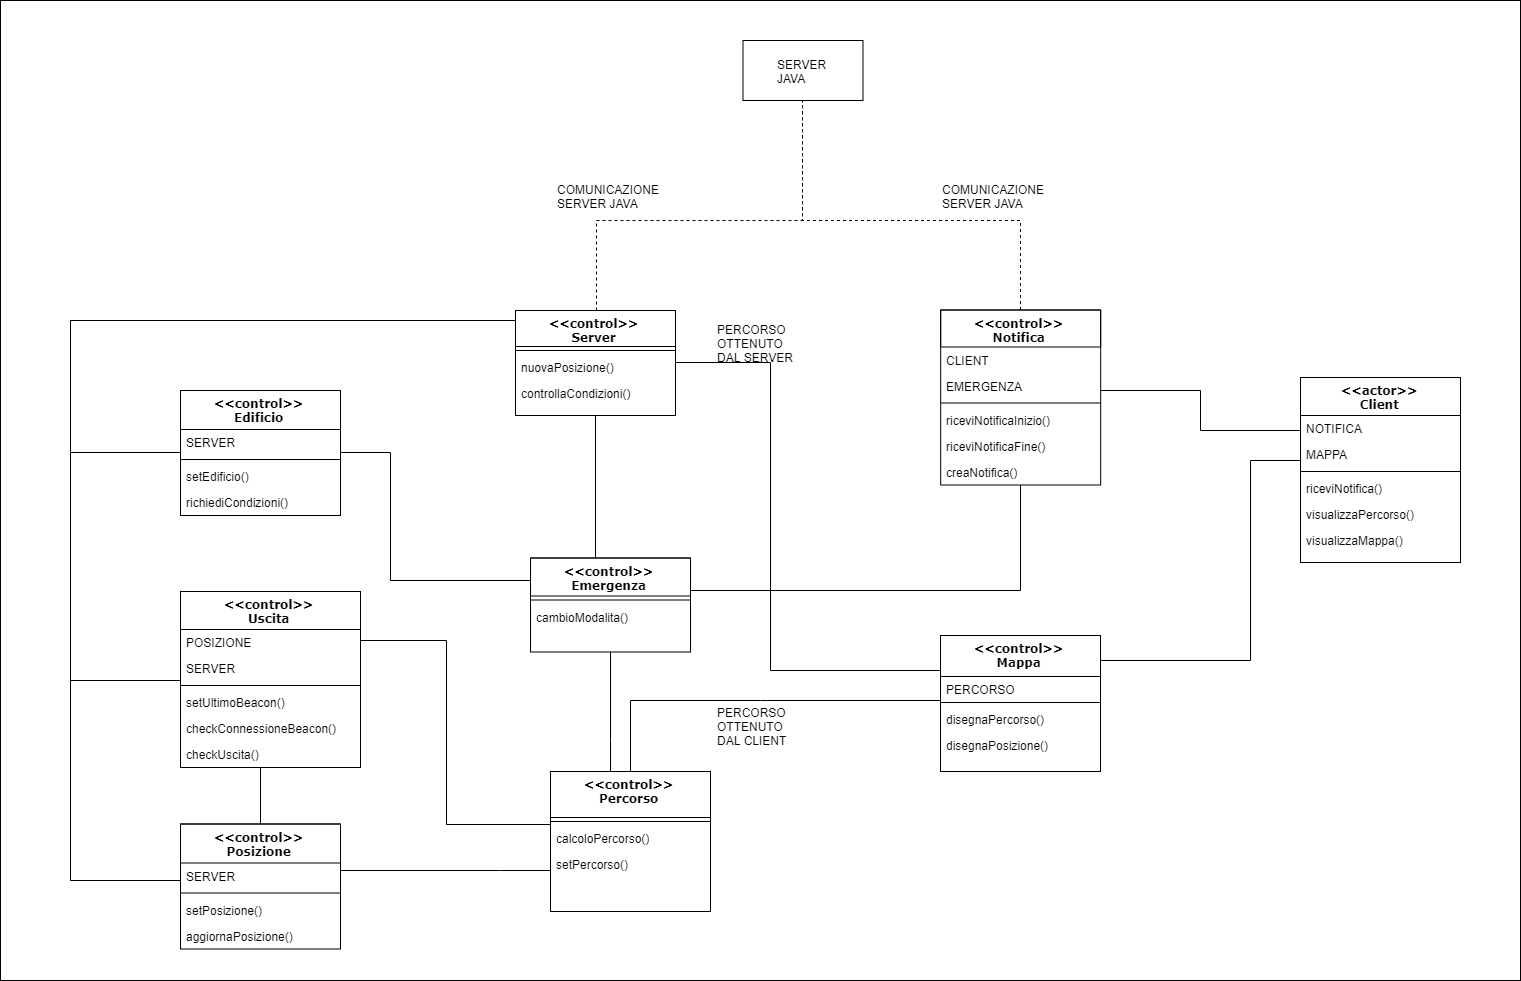 SERVER
JAVA
COMUNICAZIONE
SERVER JAVA
COMUNICAZIONE
SERVER JAVA
<<control>>
Server
nuovaPosizione()
controllaCondizioni()
PERCORSO
OTTENUTO
DAL SERVER
<<control>>
Notifica
CLIENT
EMERGENZA
riceviNotificaInizio()
riceviNotificaFine()
creaNotifica()
<<actor>>
Client
NOTIFICA
MAPPA
riceviNotifica()
visualizzaPercorso()
visualizzaMappa()
<<control>>
Edificio
SERVER
setEdificio()
richiediCondizioni()
<<control>>
Emergenza
cambioModalita()
<<control>>
Uscita
POSIZIONE
SERVER
setUltimoBeacon()
checkConnessioneBeacon()
checkUscita()
<<control>>
Mappa
PERCORSO
disegnaPercorso()
disegnaPosizione()
PERCORSO
OTTENUTO
DAL CLIENT
<<control>>
Percorso
calcoloPercorso()
setPercorso()
<<control>>
Posizione
SERVER
setPosizione()
aggiornaPosizione()